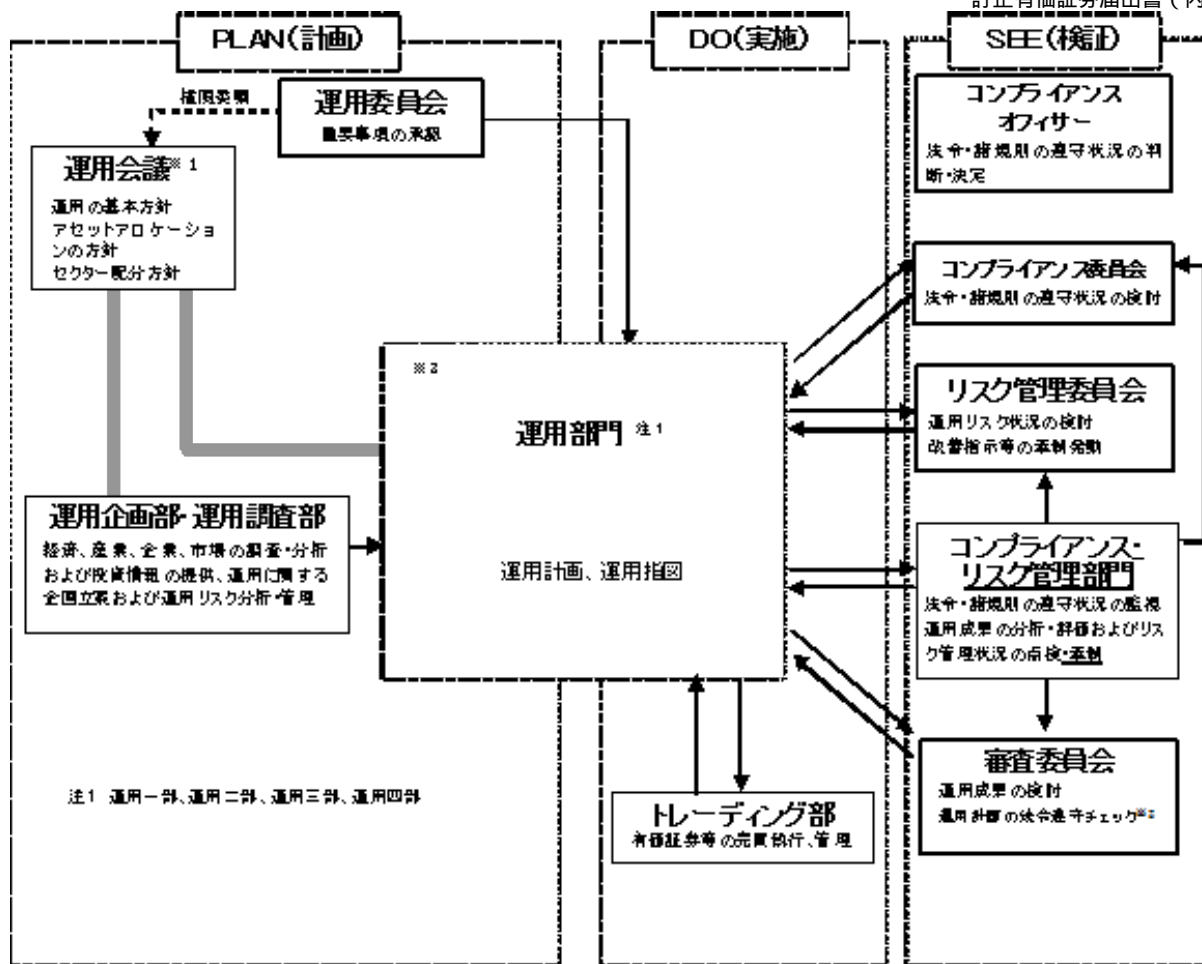 訂正有価証券届出書(内
PLAN(計画)
DO(実施)
SEE(検証)
権限委嘱
運用委員会
重要事項の承認
運用会議※1
運用の基本方針
アセットアロケーショ
ンの方針
セクター配分方針
コンプライアンス
オフィサー
法令・諸規則の遵守状況の判
断・決定
コンプライアンス委員会
法令・諸規則の遵守状況の検討
※2
運用部門 注1
運用計画、運用指図
リスク管理委員会
運用リスク状況の検討
改善指示等の牽制発動
運用企画部・運用調査部
経済、産業、企業、市場の調査・分析
および投資情報の提供、運用に関する
企画立案および運用リスク分析・管理
コンプライアンス・
リスク管理部門
法令・諸規則の遵守状況の監視
運用成果の分析・評価およびリス
ク管理状況の点検・牽制
注1 運用一部、運用二部、運用三部、運用四部
トレーディング部
有価証券等の売買執行、管理
審査委員会
運用成果の検討
運用計画の法令遵守チェック